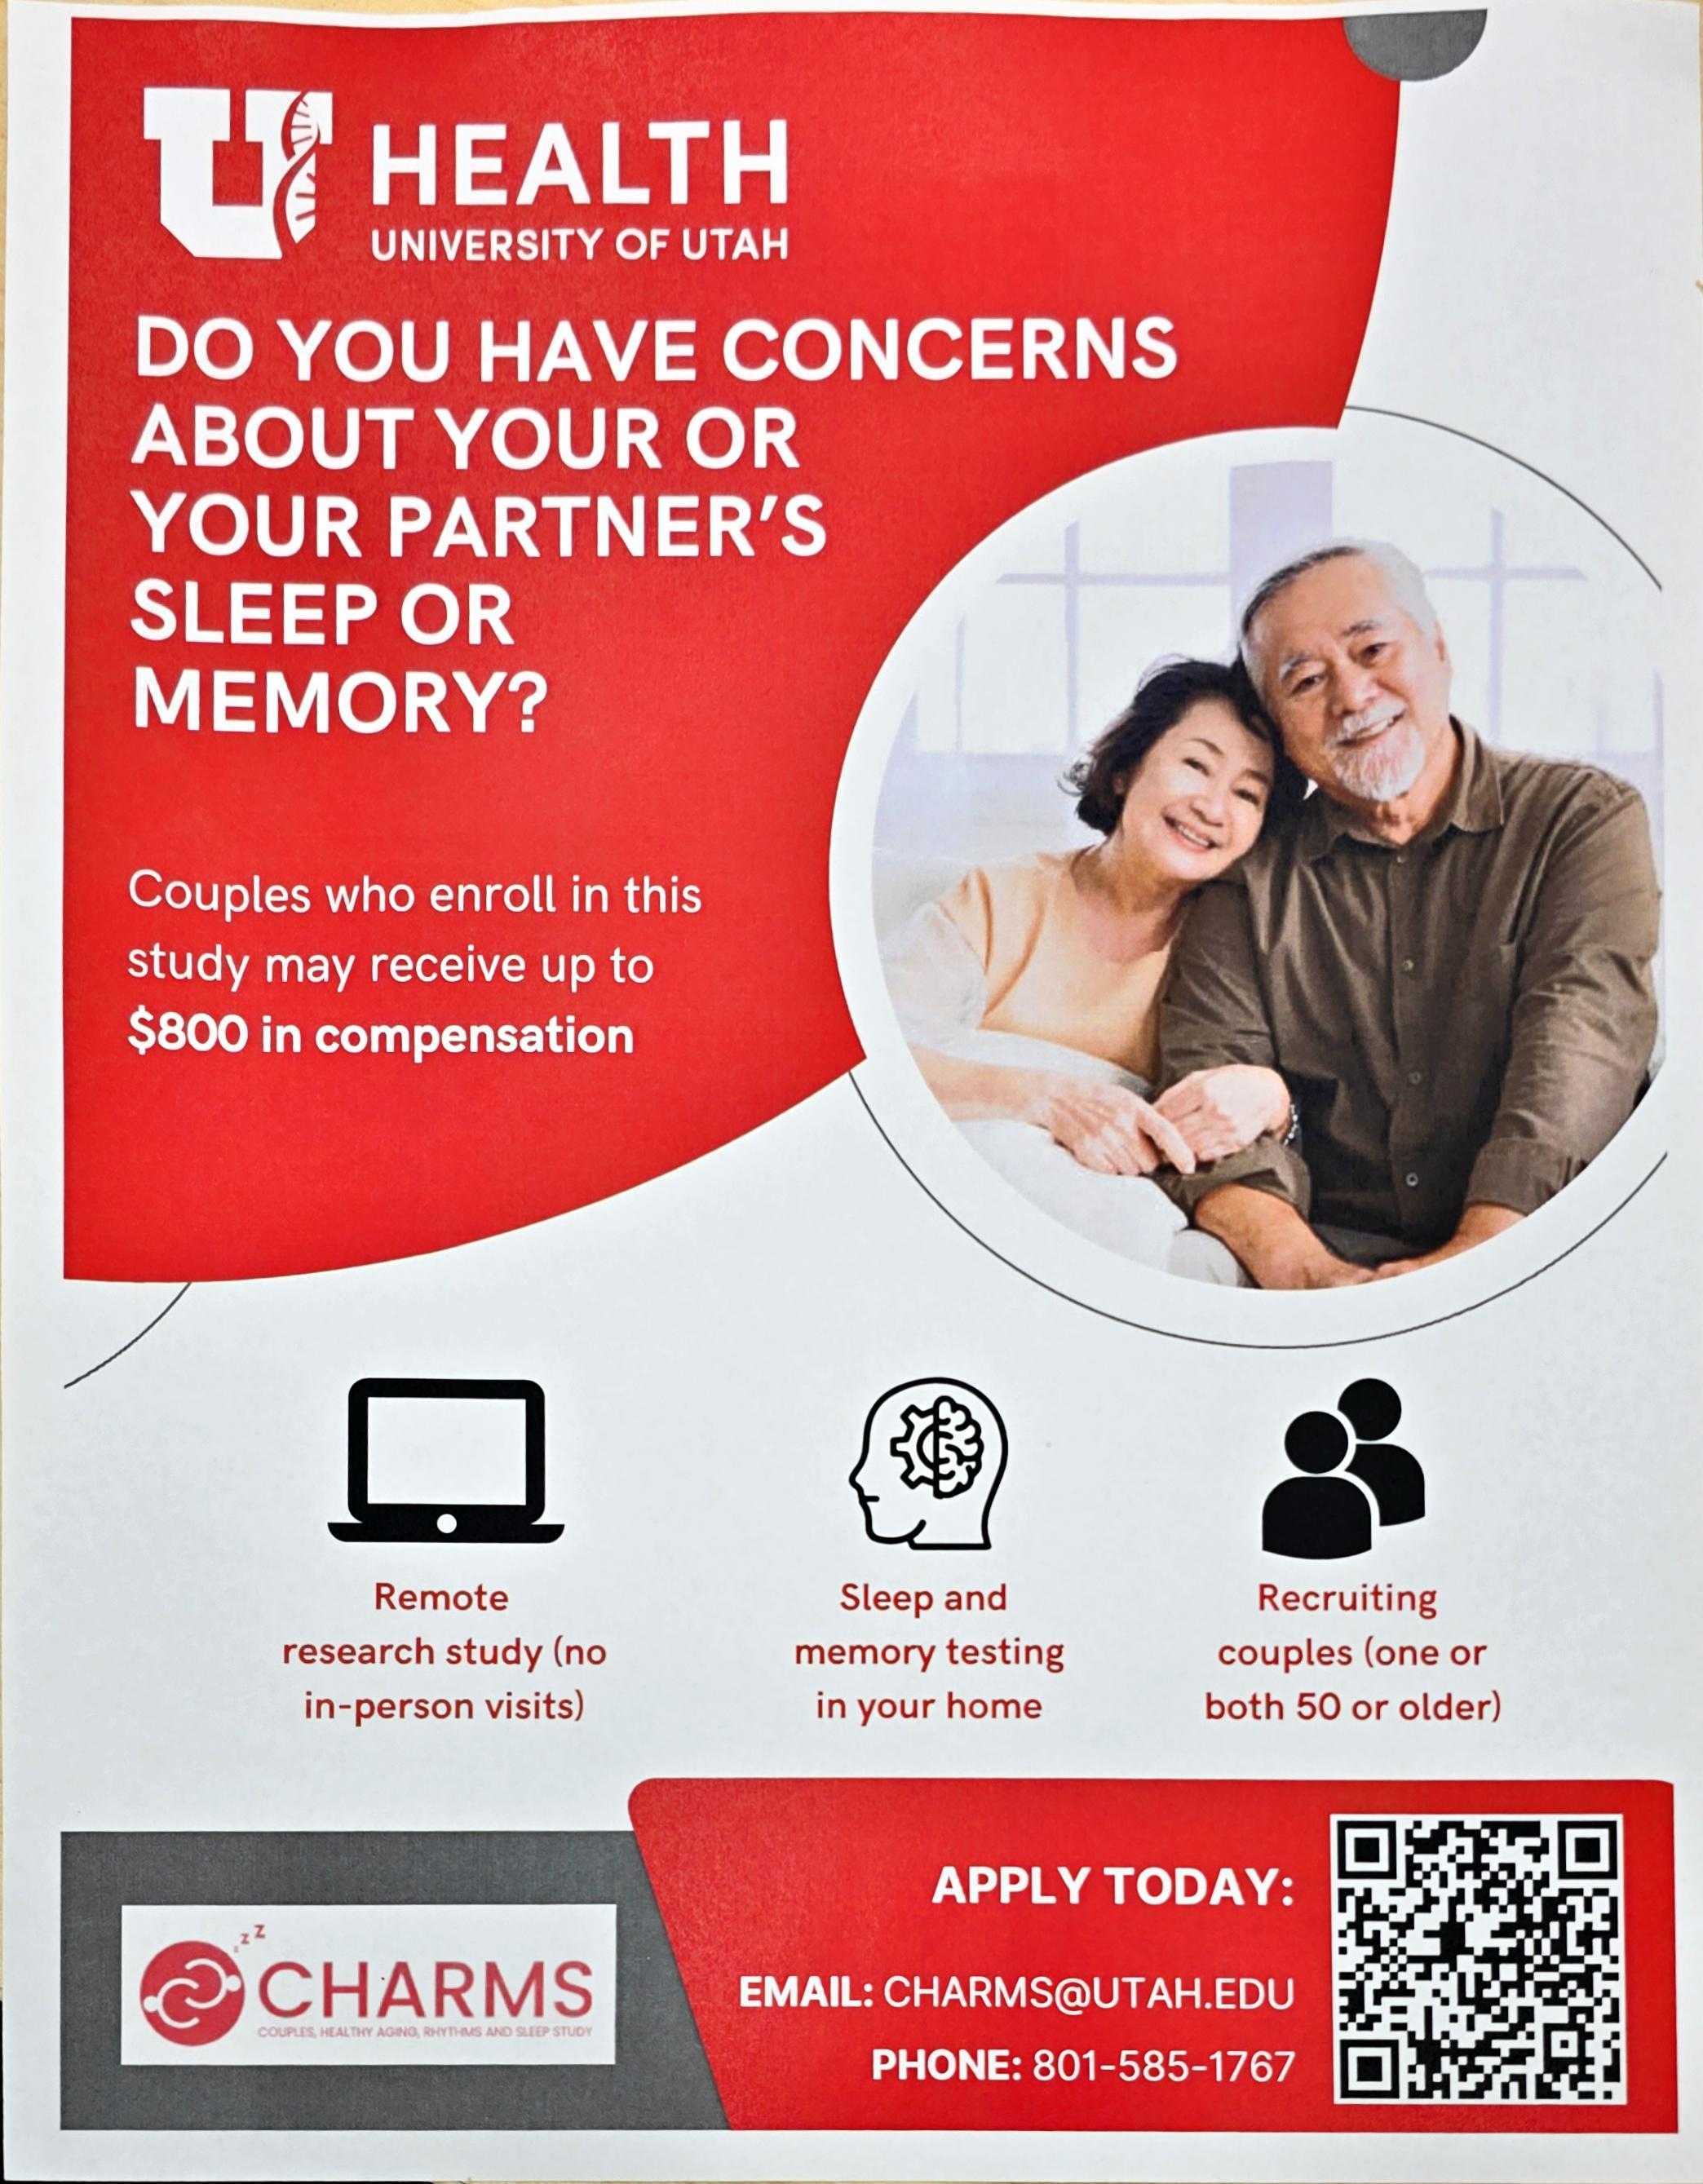 U HEALTH
UNIVERSITY OF UTAH
DO YOU HAVE CONCERNS
ABOUT YOUR OR
YOUR PARTNER'S
SLEEP OR
MEMORY?
Couples who enroll in this
study may receive up to
$800 in compensation
Remote
research study (no
in-person visits)
Sleep and
memory testing
in your home
Recruiting
couples (one or
both 50 or older)
z z z
CHARMS
COUPLES, HEALTHY AGING, RHYTHMS AND SLEEP STUDY
APPLY TODAY:
EMAIL: CHARMS@UTAH.EDU
PHONE: 801-585-1767